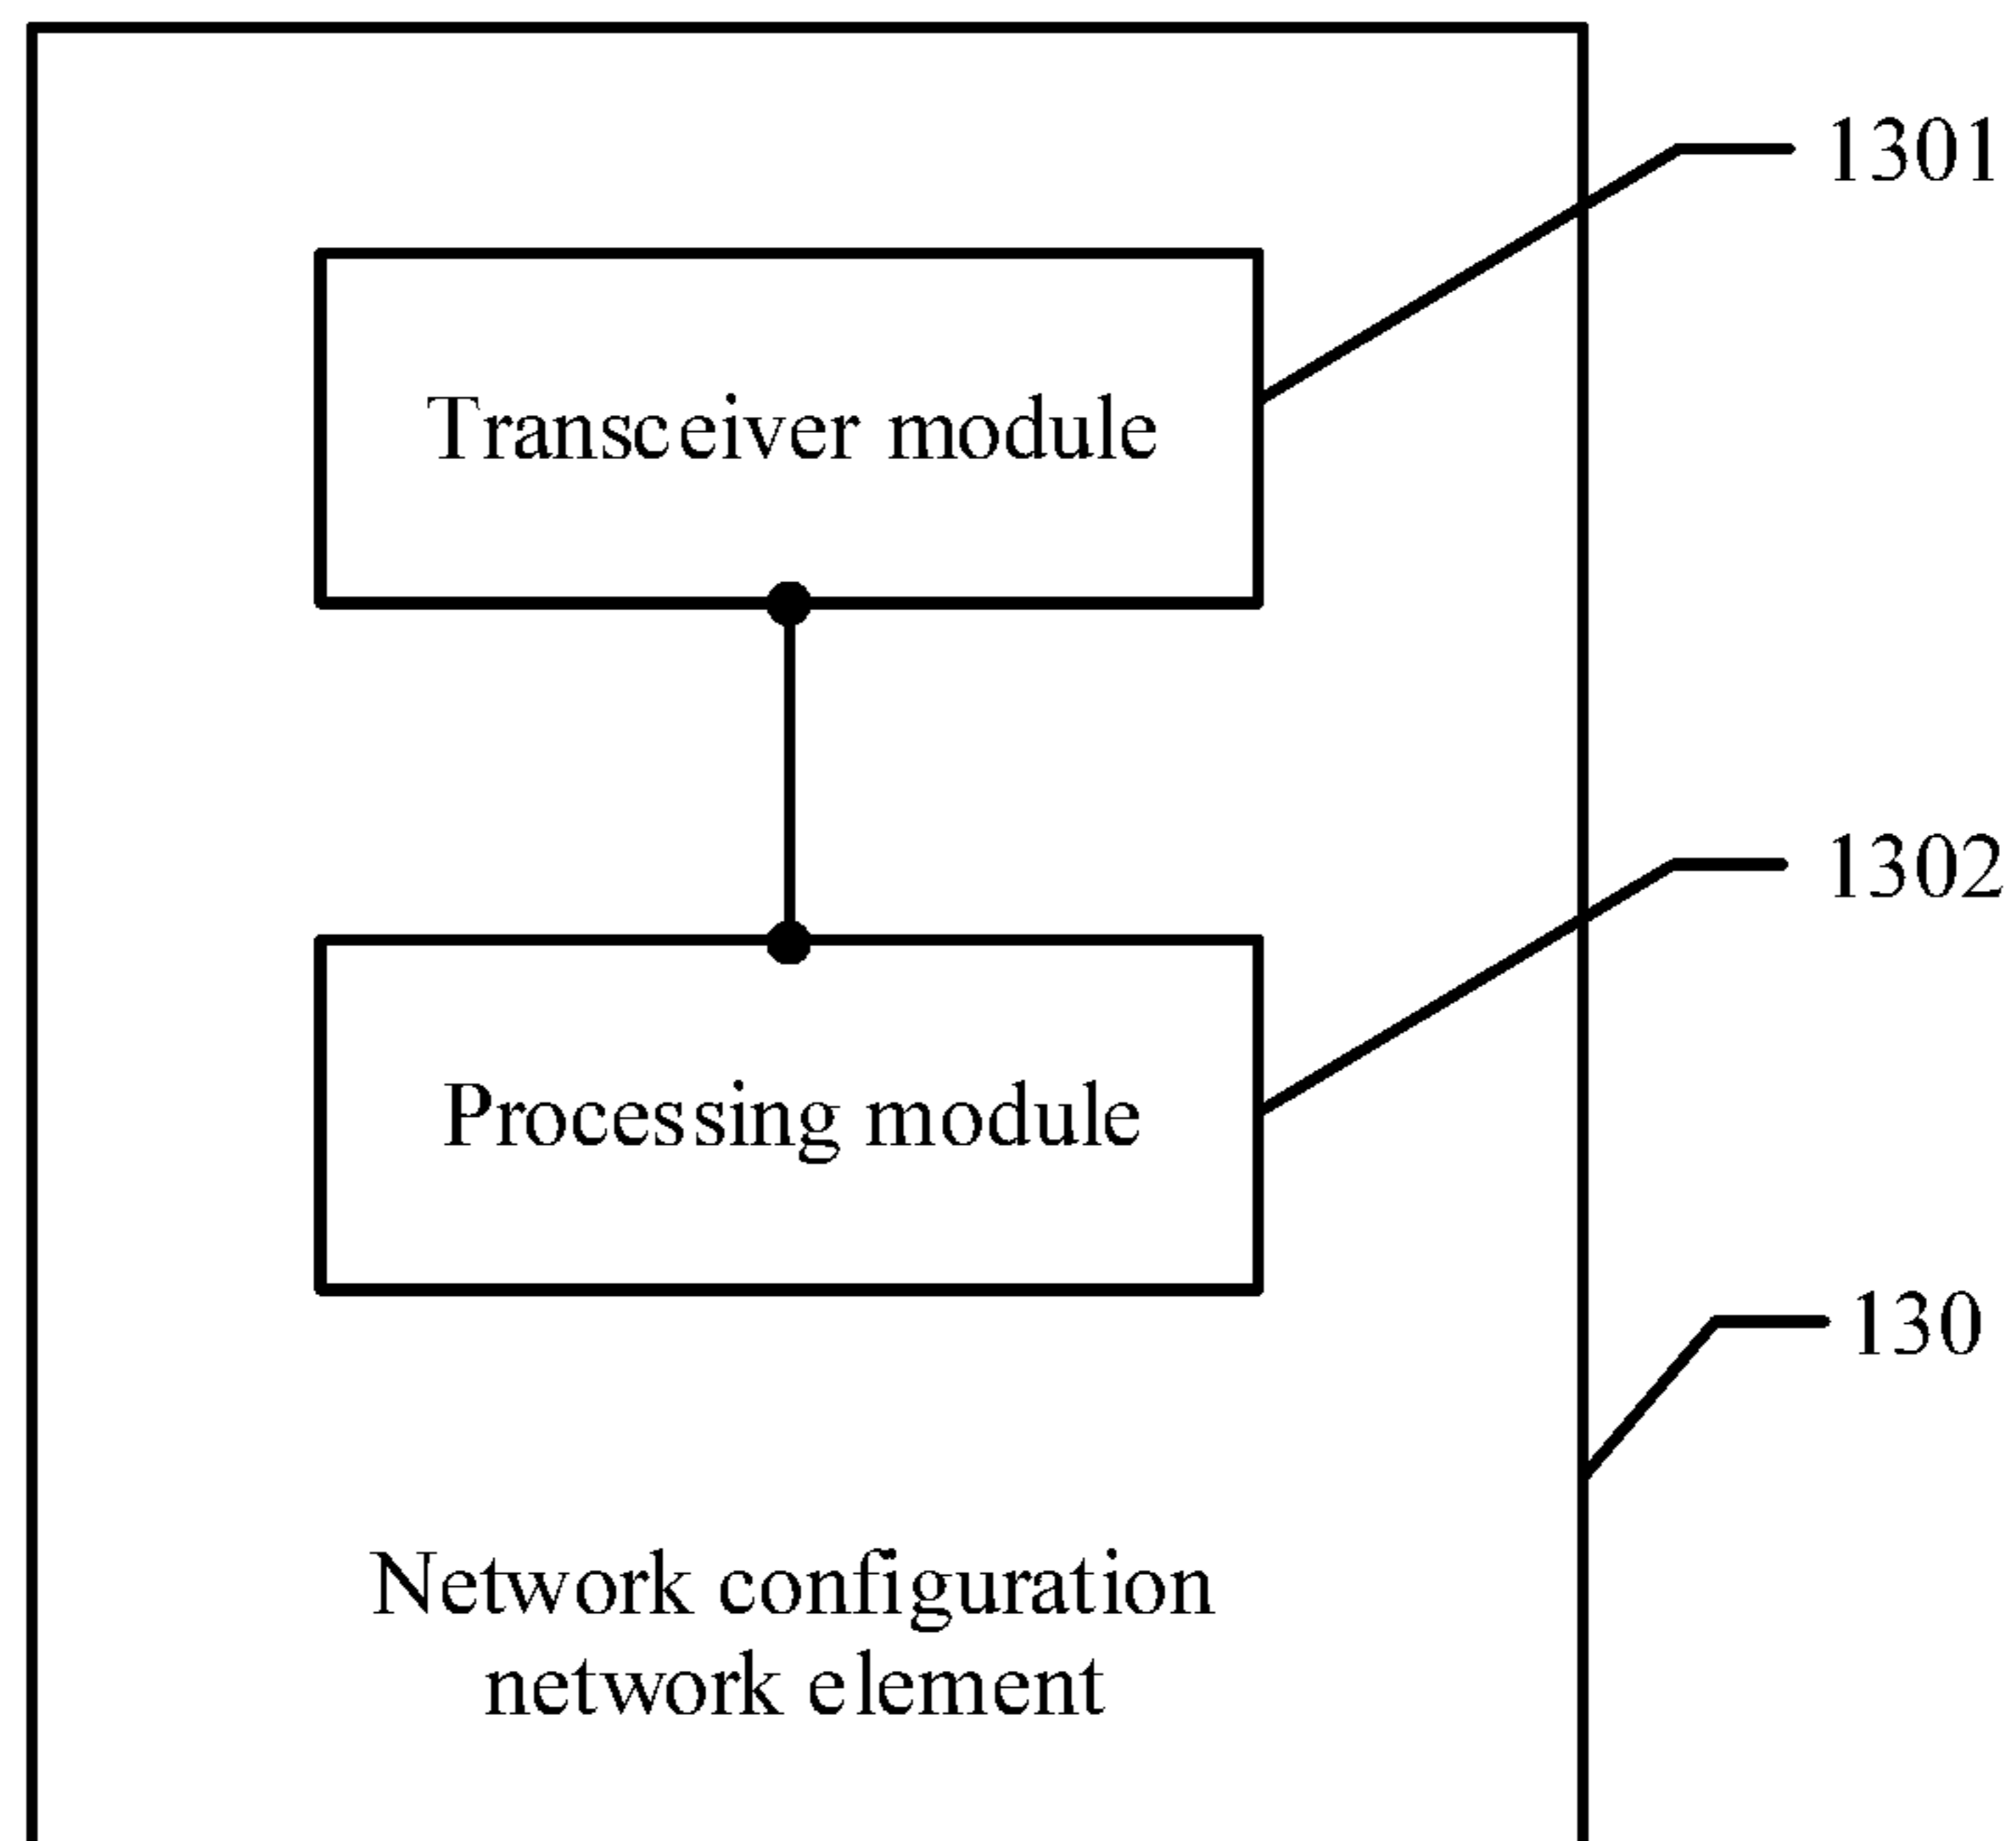 1301
Transceiver module
1302
Processing module
130
Network configuration
network element